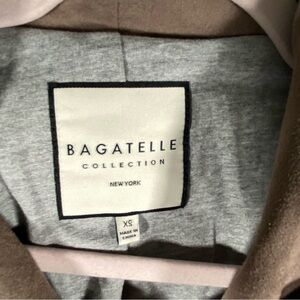 BAGATELLE
COLLECTION
NEW YORK
XS
MADE IN
CHINA